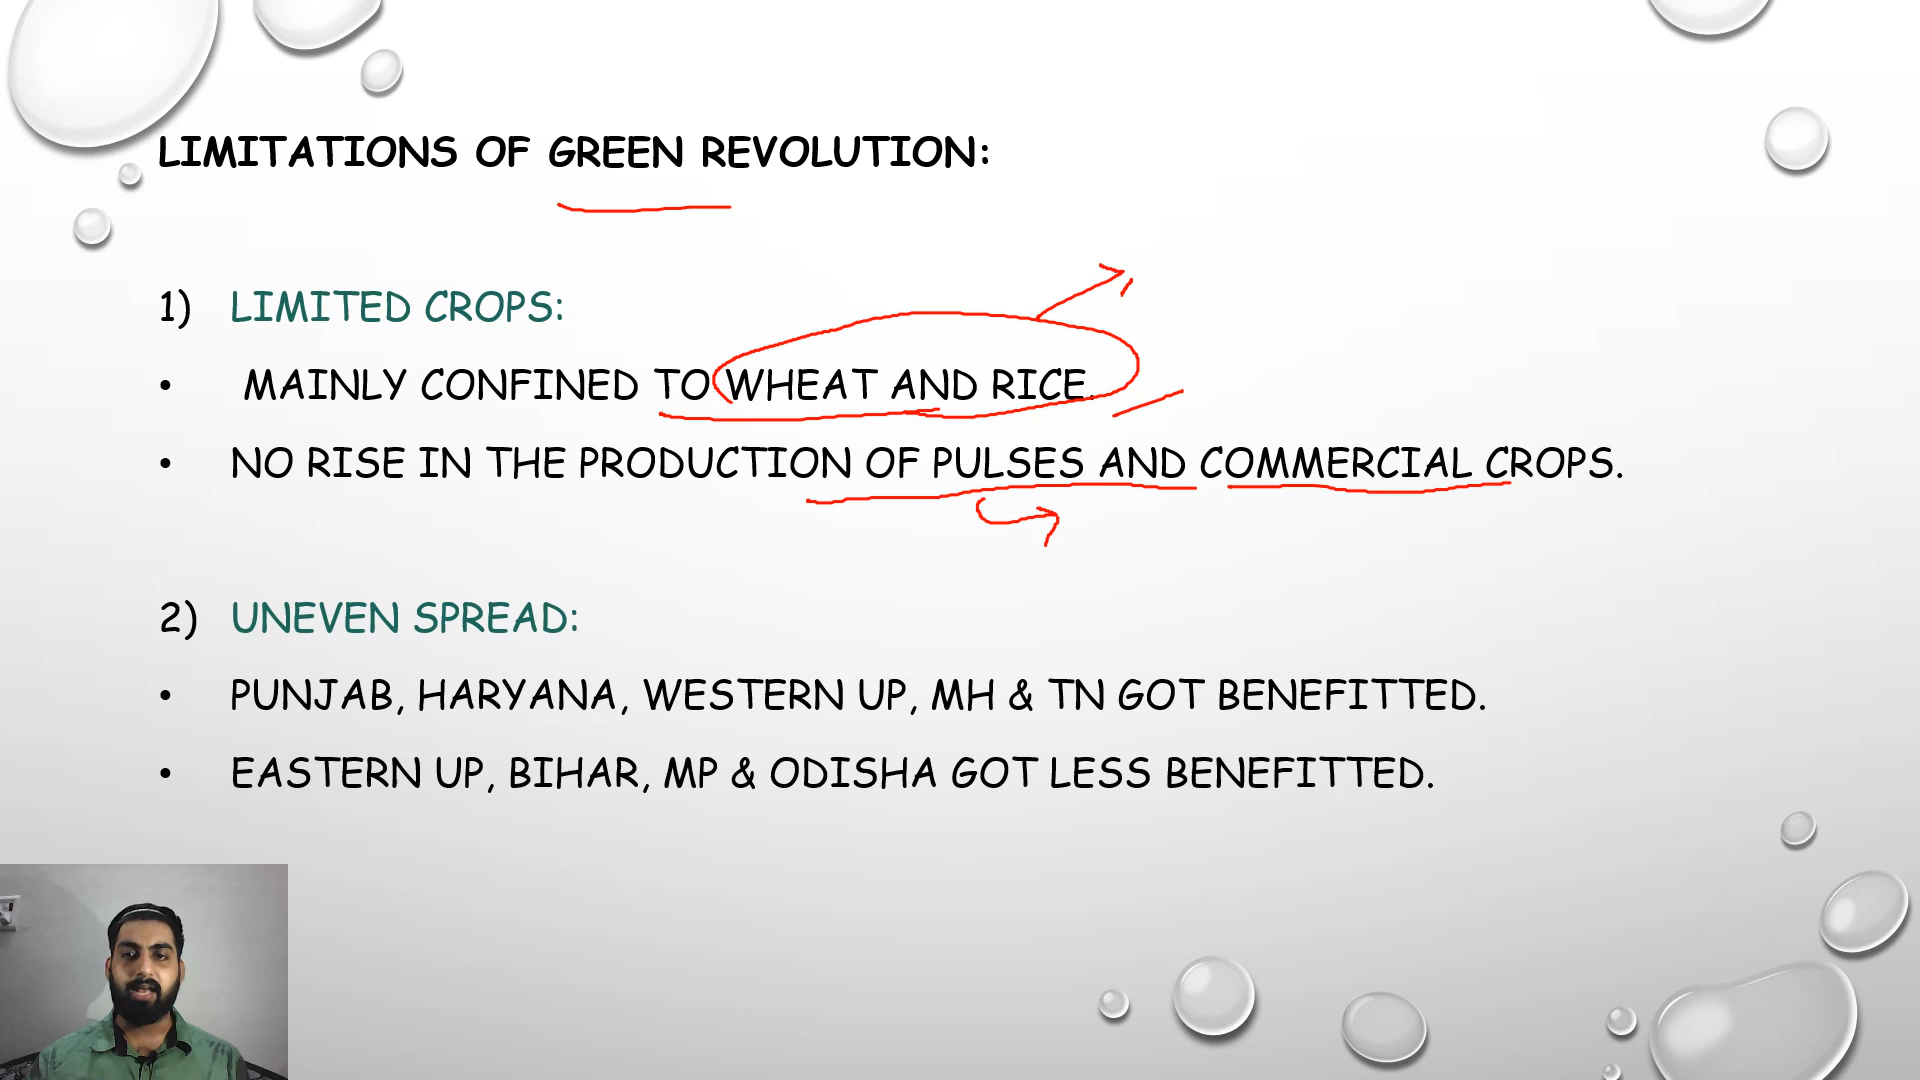 LIMITATIONS OF GREEN REVOLUTION:
1) LIMITED CROPS:
• MAINLY CONFINED TO WHEAT AND RICE.
• NO RISE IN THE PRODUCTION OF PULSES AND COMMERCIAL CROPS.
2) UNEVEN SPREAD:
• PUNJAB, HARYANA, WESTERN UP, MH & TN GOT BENEFITTED.
• EASTERN UP, BIHAR, MP & ODISHA GOT LESS BENEFITTED.